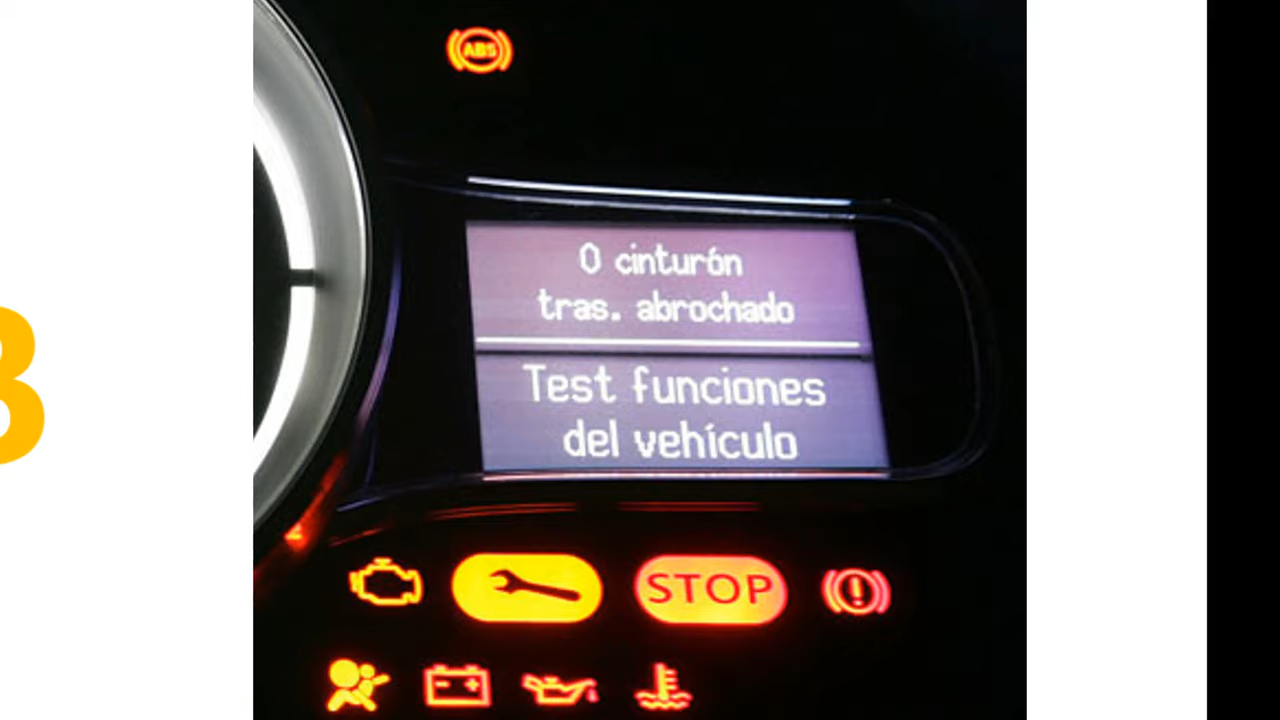 ABS
0 cinturón
tras. abrochado
Test funciones
del vehículo
STOP